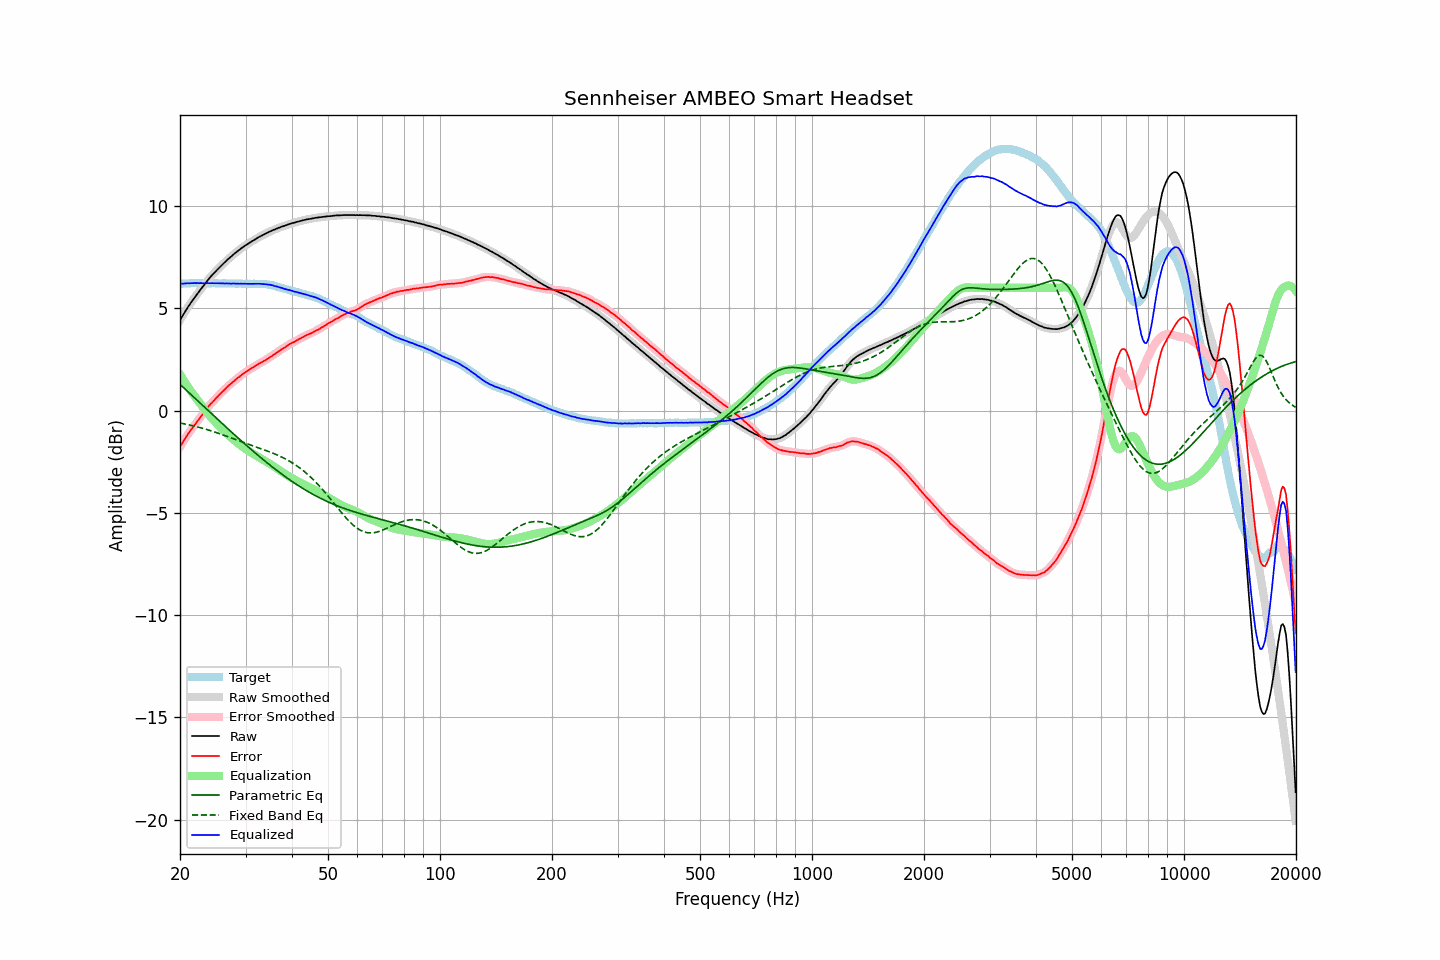 Sennheiser AMBEO Smart Headset
Amplitude (dBr)
10
5
0
−5
−10
−15
−20
Target
Raw Smoothed
Error Smoothed
Raw
Error
Equalization
Parametric Eq
Fixed Band Eq
Equalized
20 50 100 200 500 1000 2000 5000 10000 20000
Frequency (Hz)